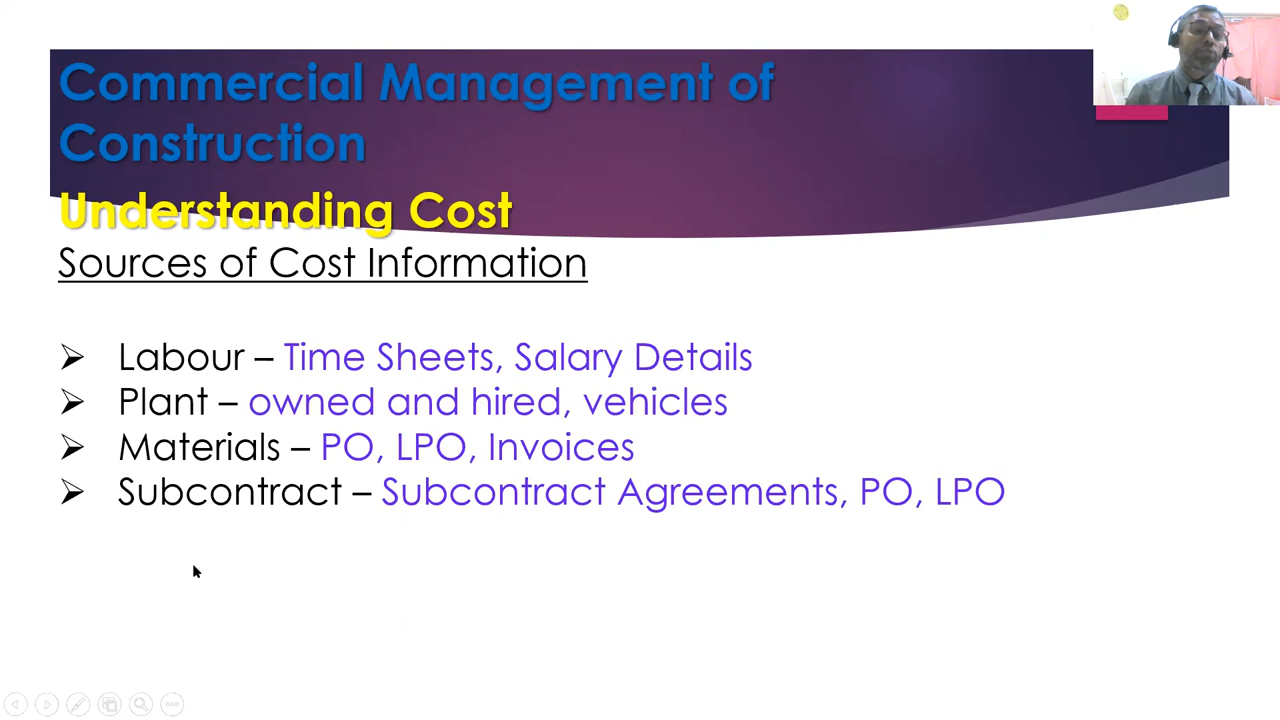 Commercial Management of
Construction
Understanding Cost
Sources of Cost Information
Labour – Time Sheets, Salary Details
Plant – owned and hired, vehicles
Materials – PO, LPO, Invoices
Subcontract – Subcontract Agreements, PO, LPO